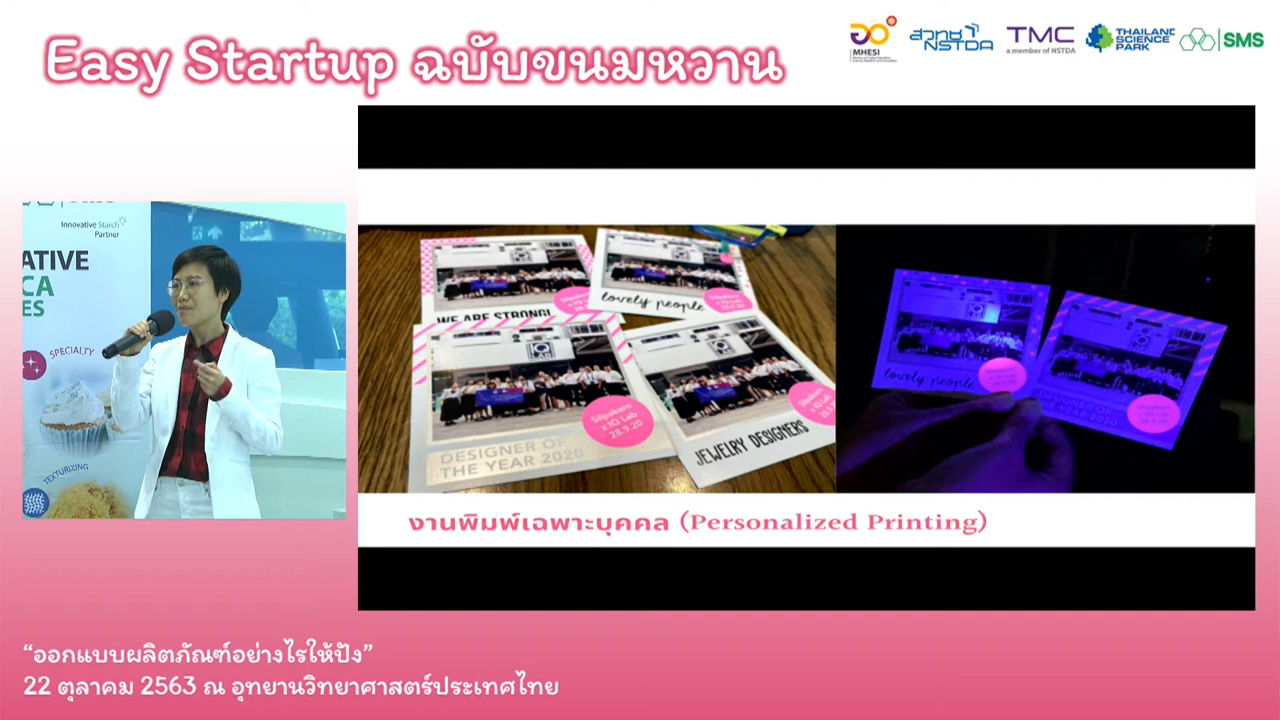 Easy Startup ฉบับขนมหวาน
MHESI
สวทช
NSTDA
TMC
a member of NSTDA
THAILAND
SCIENCE
PARK
SMS
Innovative Starch
Partner
ATIVE
CA
ES
SPECIALTY
TEXTURIZING
WE ARE STRONG!
lovely people
Silpakorn
x IQ Lab
28.9.20
DESIGNER OF
THE YEAR 2020
JEWELRY DESIGNERS
lovely people
งานพิมพ์เฉพาะบุคคล (Personalized Printing)
“ออกแบบผลิตภัณฑ์อย่างไรให้ปัง”
22 ตุลาคม 2563 ณ อุทยานวิทยาศาสตร์ประเทศไทย